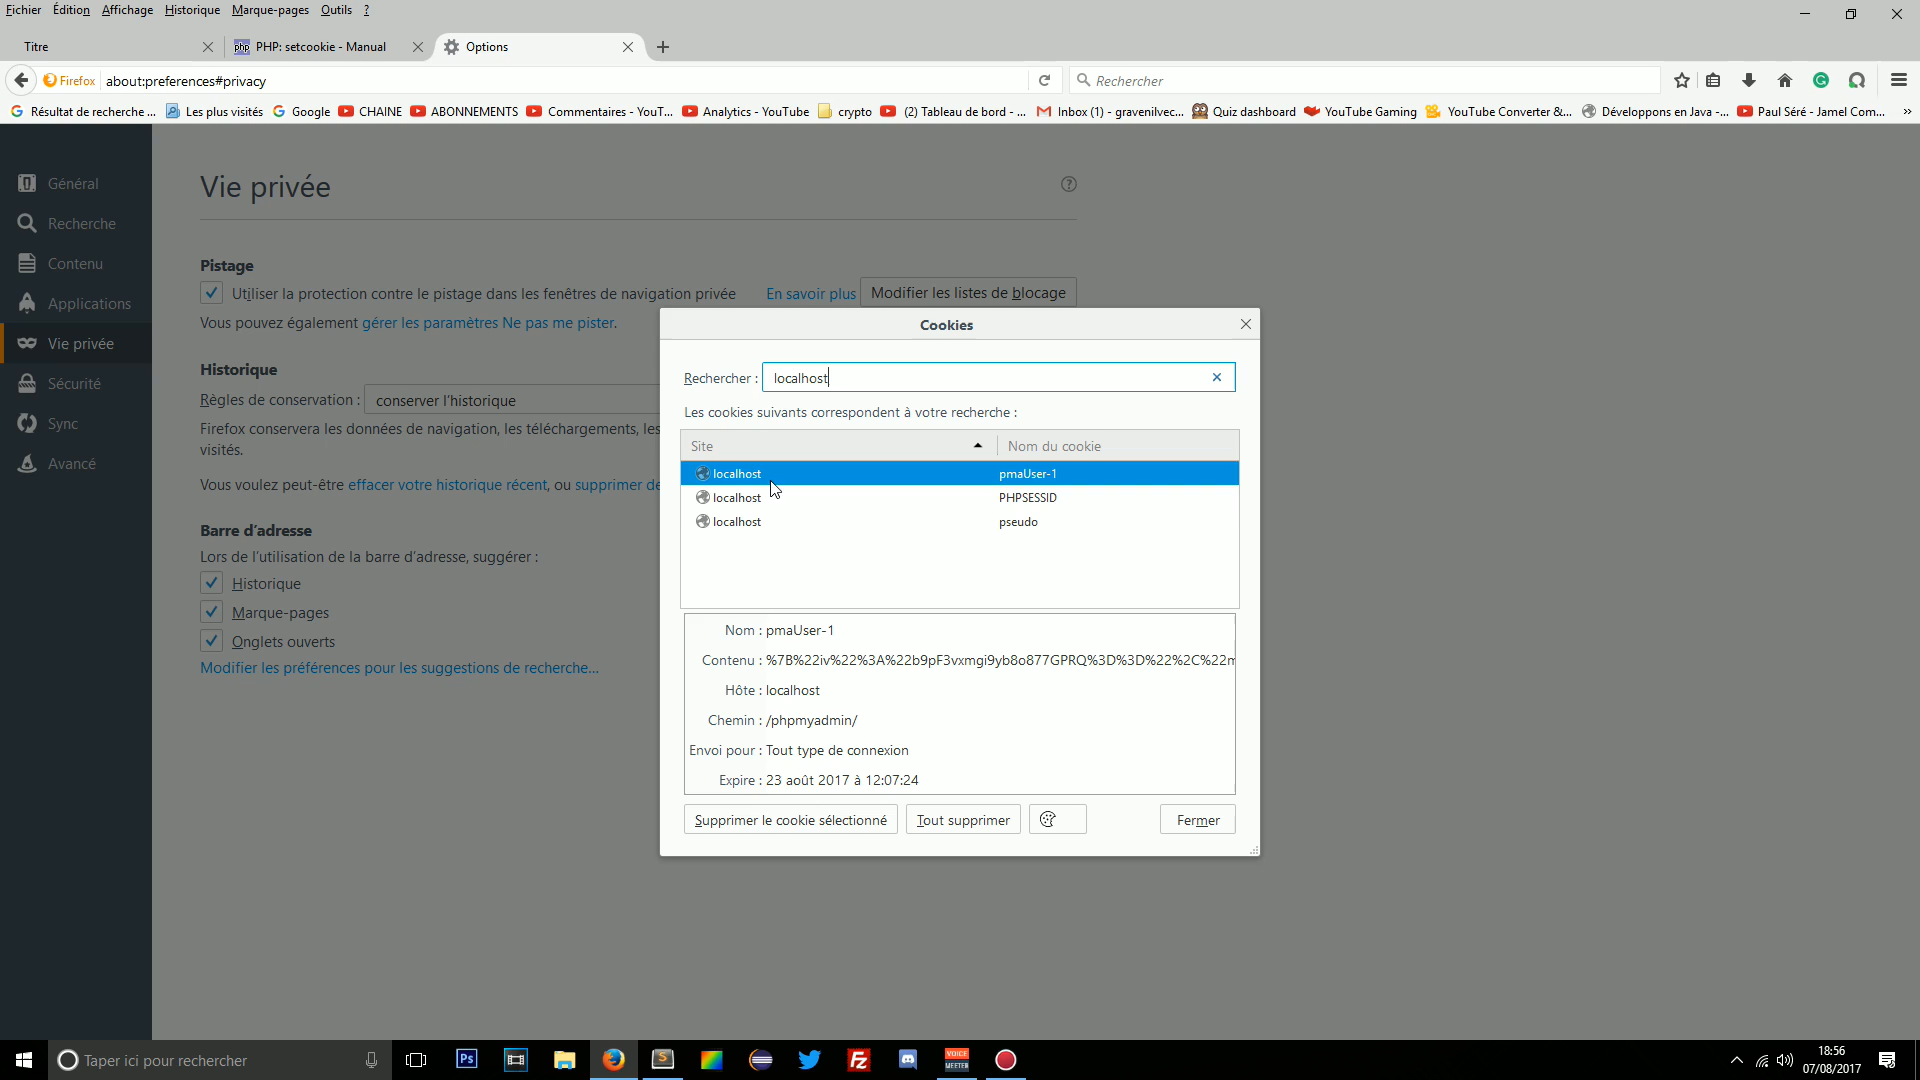 Fichier Édition Affichage Historique Marque-pages Outils ?
Titre
php PHP: setcookie - Manual
Options
Firefox about:preferences#privacy
Rechercher
Résultat de recherche ... Les plus visités Google CHAINE ABONNEMENTS Commentaires - YouT... Analytics - YouTube crypto (2) Tableau de bord - ... Inbox (1) - gravenilvec... Quiz dashboard YouTube Gaming YouTube Converter &... Développons en Java -... Paul Séré - Jamel Com... »
Général
Recherche
Contenu
Applications
Vie privée
Sécurité
Sync
Avancé
Vie privée
?
Pistage
Utiliser la protection contre le pistage dans les fenêtres de navigation privée En savoir plus Modifier les listes de blocage
Vous pouvez également gérer les paramètres Ne pas me pister.
Historique
Règles de conservation : conserver l'historique
Firefox conservera les données de navigation, les téléchargements, les
visités.
Vous voulez peut-être effacer votre historique récent, ou supprimer de
Barre d'adresse
Lors de l'utilisation de la barre d'adresse, suggérer :
Historique
Marque-pages
Onglets ouverts
Modifier les préférences pour les suggestions de recherche...
Cookies
Rechercher : localhost
Les cookies suivants correspondent à votre recherche :
Site Nom du cookie
localhost pmaUser-1
localhost PHPSESSID
localhost pseudo
Nom : pmaUser-1
Contenu : %7B%22iv%22%3A%22b9pF3vxmgi9yb8o877GPRQ%3D%3D%22%2C%22m
Hôte : localhost
Chemin : /phpmyadmin/
Envoi pour : Tout type de connexion
Expire : 23 août 2017 à 12:07:24
Supprimer le cookie sélectionné Tout supprimer Fermer
Taper ici pour rechercher
Ps
S
Fz
VOICE
MEETER
18:56
07/08/2017